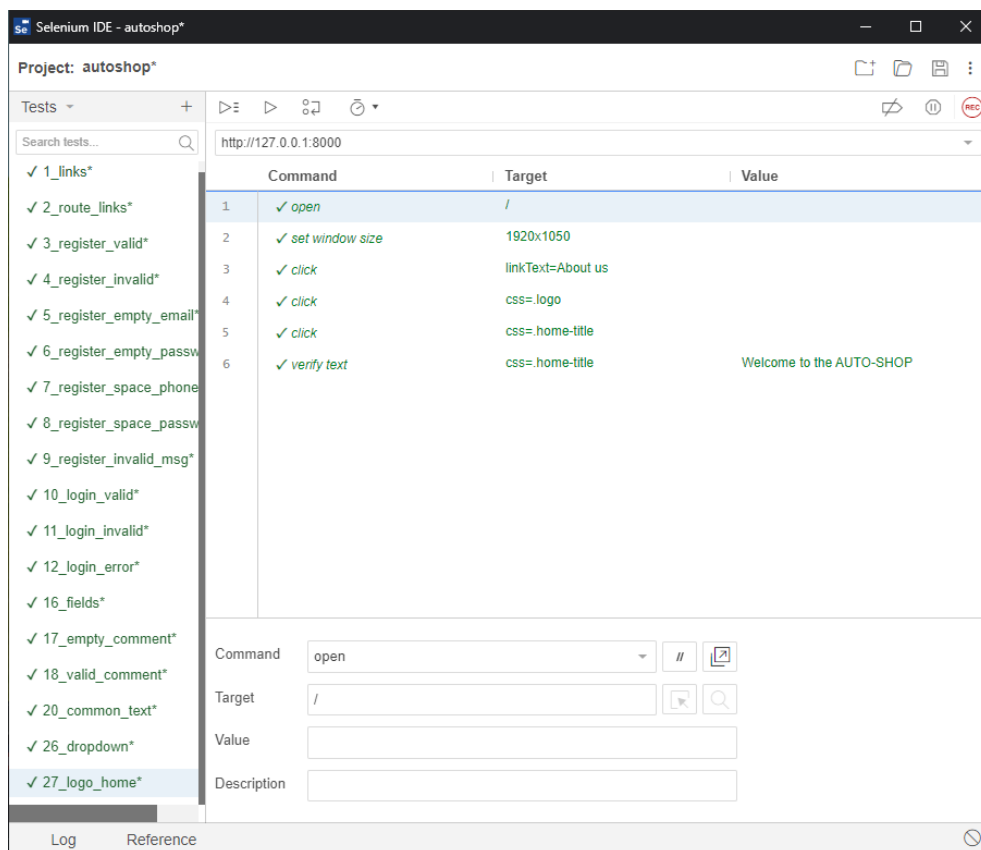 Selenium IDE - autoshop*
Project: autoshop*
Tests
Search tests...
✓ 1_links*
✓ 2_route_links*
✓ 3_register_valid*
✓ 4_register_invalid*
✓ 5_register_empty_email*
✓ 6_register_empty_passw
✓ 7_register_space_phone
✓ 8_register_space_passw
✓ 9_register_invalid_msg*
✓ 10_login_valid*
✓ 11_login_invalid*
✓ 12_login_error*
✓ 16_fields*
✓ 17_empty_comment*
✓ 18_valid_comment*
✓ 20_common_text*
✓ 26_dropdown*
✓ 27_logo_home*
REC
http://127.0.0.1:8000
Command Target Value
1 ✓ open /
2 ✓ set window size 1920x1050
3 ✓ click linkText=About us
4 ✓ click css=.logo
5 ✓ click css=.home-title
6 ✓ verify text css=.home-title Welcome to the AUTO-SHOP
Command open //
Target /
Value
Description
Log Reference